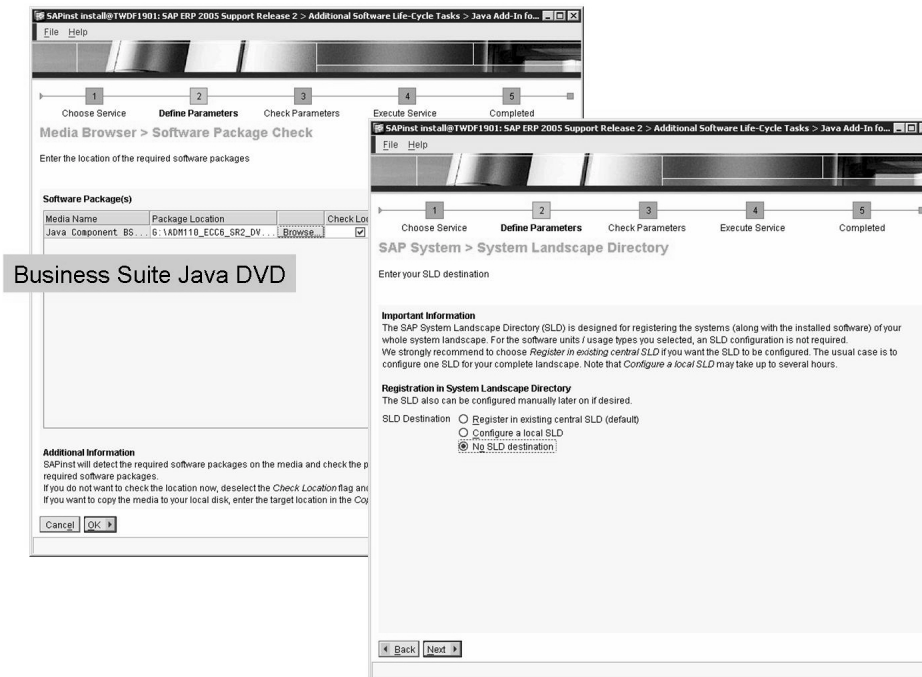 SAPinst install@TWDF1901: SAP ERP 2005 Support Release 2 > Additional Software Life-Cycle Tasks > Java Add-In fo...
File Help
1 2 3 4 5
Choose Service Define Parameters Check Parameters Execute Service Completed
Media Browser > Software Package Check
Enter the location of the required software packages
Software Package(s)
Media Name Package Location Check Loc
Java Component BS... G:\ADM110_ECC6_SR2_DV... Browse...
Business Suite Java DVD
Additional Information
SAPinst will detect the required software packages on the media and check the p
required software packages.
If you do not want to check the location now, deselect the Check Location flag and
If you want to copy the media to your local disk, enter the target location in the Co
Cancel OK
SAPinst install@TWDF1901: SAP ERP 2005 Support Release 2 > Additional Software Life-Cycle Tasks > Java Add-In fo...
File Help
1 2 3 4 5
Choose Service Define Parameters Check Parameters Execute Service Completed
SAP System > System Landscape Directory
Enter your SLD destination
Important Information
The SAP System Landscape Directory (SLD) is designed for registering the systems (along with the installed software) of your
whole system landscape. For the software units / usage types you selected, an SLD configuration is not required.
We strongly recommend to choose Register in existing central SLD if you want the SLD to be configured. The usual case is to
configure one SLD for your complete landscape. Note that Configure a local SLD may take up to several hours.
Registration in System Landscape Directory
The SLD also can be configured manually later on if desired.
SLD Destination Register in existing central SLD (default)
Configure a local SLD
No SLD destination
Back Next